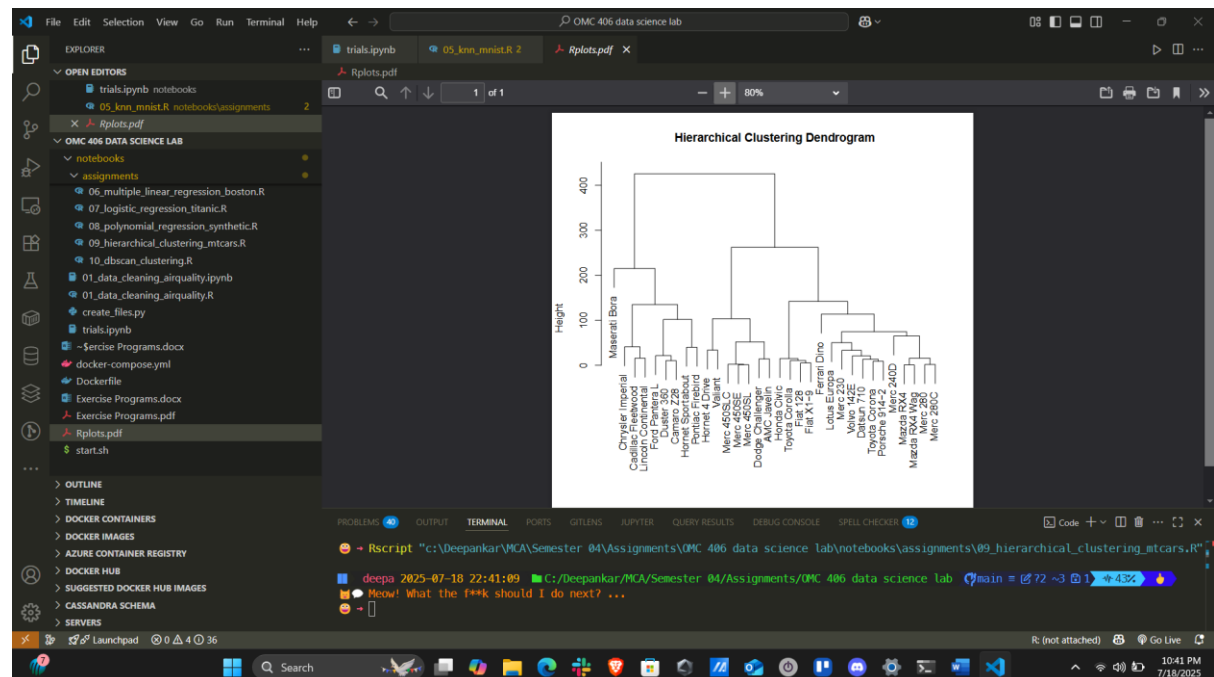 File Edit Selection View Go Run Terminal Help
OMC 406 data science lab
EXPLORER
OPEN EDITORS
trials.ipynb notebooks
05_knn_mnist.R notebooks\assignments 2
Rplots.pdf
OMC 406 DATA SCIENCE LAB
notebooks
assignments
06_multiple_linear_regression_boston.R
07_logistic_regression_titanic.R
08_polynomial_regression_synthetic.R
09_hierarchical_clustering_mtcars.R
10_dbscan_clustering.R
01_data_cleaning_airquality.ipynb
01_data_cleaning_airquality.R
create_files.py
trials.ipynb
~$ercise Programs.docx
docker-compose.yml
Dockerfile
Exercise Programs.docx
Exercise Programs.pdf
Rplots.pdf
start.sh
OUTLINE
TIMELINE
DOCKER CONTAINERS
DOCKER IMAGES
AZURE CONTAINER REGISTRY
DOCKER HUB
SUGGESTED DOCKER HUB IMAGES
CASSANDRA SCHEMA
SERVERS
trials.ipynb 05_knn_mnist.R 2 Rplots.pdf
Rplots.pdf
1 of 1 80%
Hierarchical Clustering Dendrogram
Height
400
300
200
100
0
Maserati Bora
Chrysler Imperial
Cadillac Fleetwood
Lincoln Continental
Ford Pantera L
Duster 360
Camaro Z28
Hornet Sportabout
Pontiac Firebird
Hornet 4 Drive
Valiant
Merc 450SLC
Merc 450SE
Merc 450SL
Dodge Challenger
AMC Javelin
Honda Civic
Toyota Corolla
Fiat 128
Fiat X1-9
Ferrari Dino
Lotus Europa
Merc 230
Volvo 142E
Datsun 710
Toyota Corona
Porsche 914-2
Merc 240D
Mazda RX4
Mazda RX4 Wag
Merc 280
Merc 280C
PROBLEMS 40 OUTPUT TERMINAL PORTS GITLENS JUPYTER QUERY RESULTS DEBUG CONSOLE SPELL CHECKER 12
Code
Rscript "c:\Deepankar\MCA\Semester 04\Assignments\OMC 406 data science lab\notebooks\assignments\09_hierarchical_clustering_mtcars.R"
deepa 2025-07-18 22:41:09 C:/Deepankar/MCA/Semester 04/Assignments/OMC 406 data science lab main ≡ ?2 ~3 1 43%
Meow! What the f**k should I do next? ...
Launchpad 0 4 36 R: (not attached) Go Live
7
Search
10:41 PM
7/18/2025